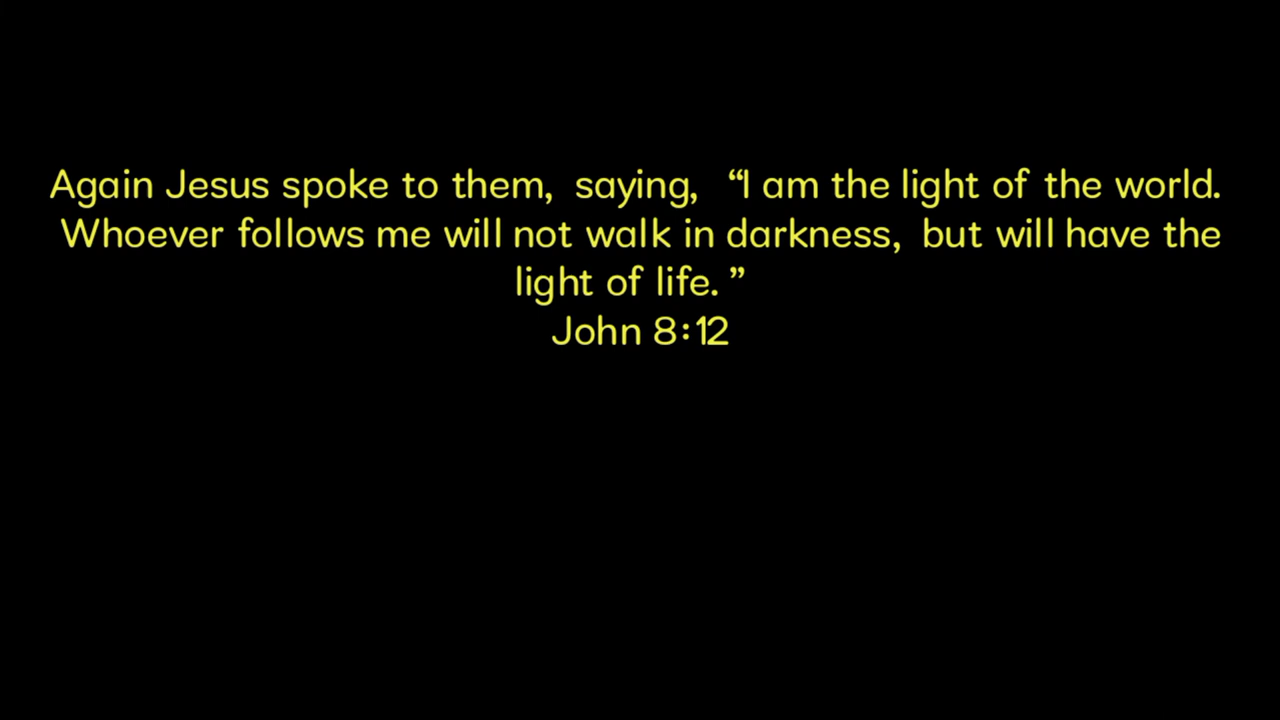 Again Jesus spoke to them, saying, “I am the light of the world.
Whoever follows me will not walk in darkness, but will have the
light of life. ”
John 8:12